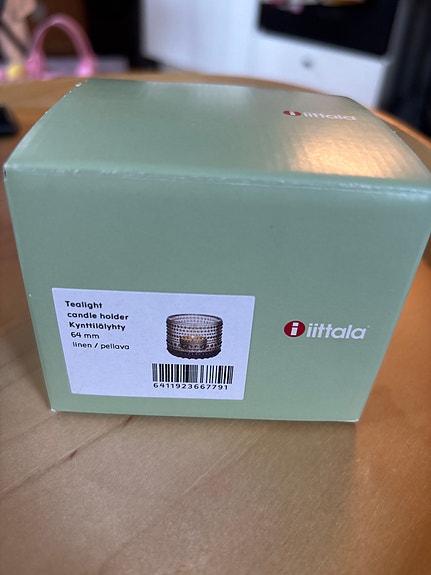 iittala
Tealight
candle holder
Kynttilälyhty
64 mm
linen / pellava
6411923667791
iittala